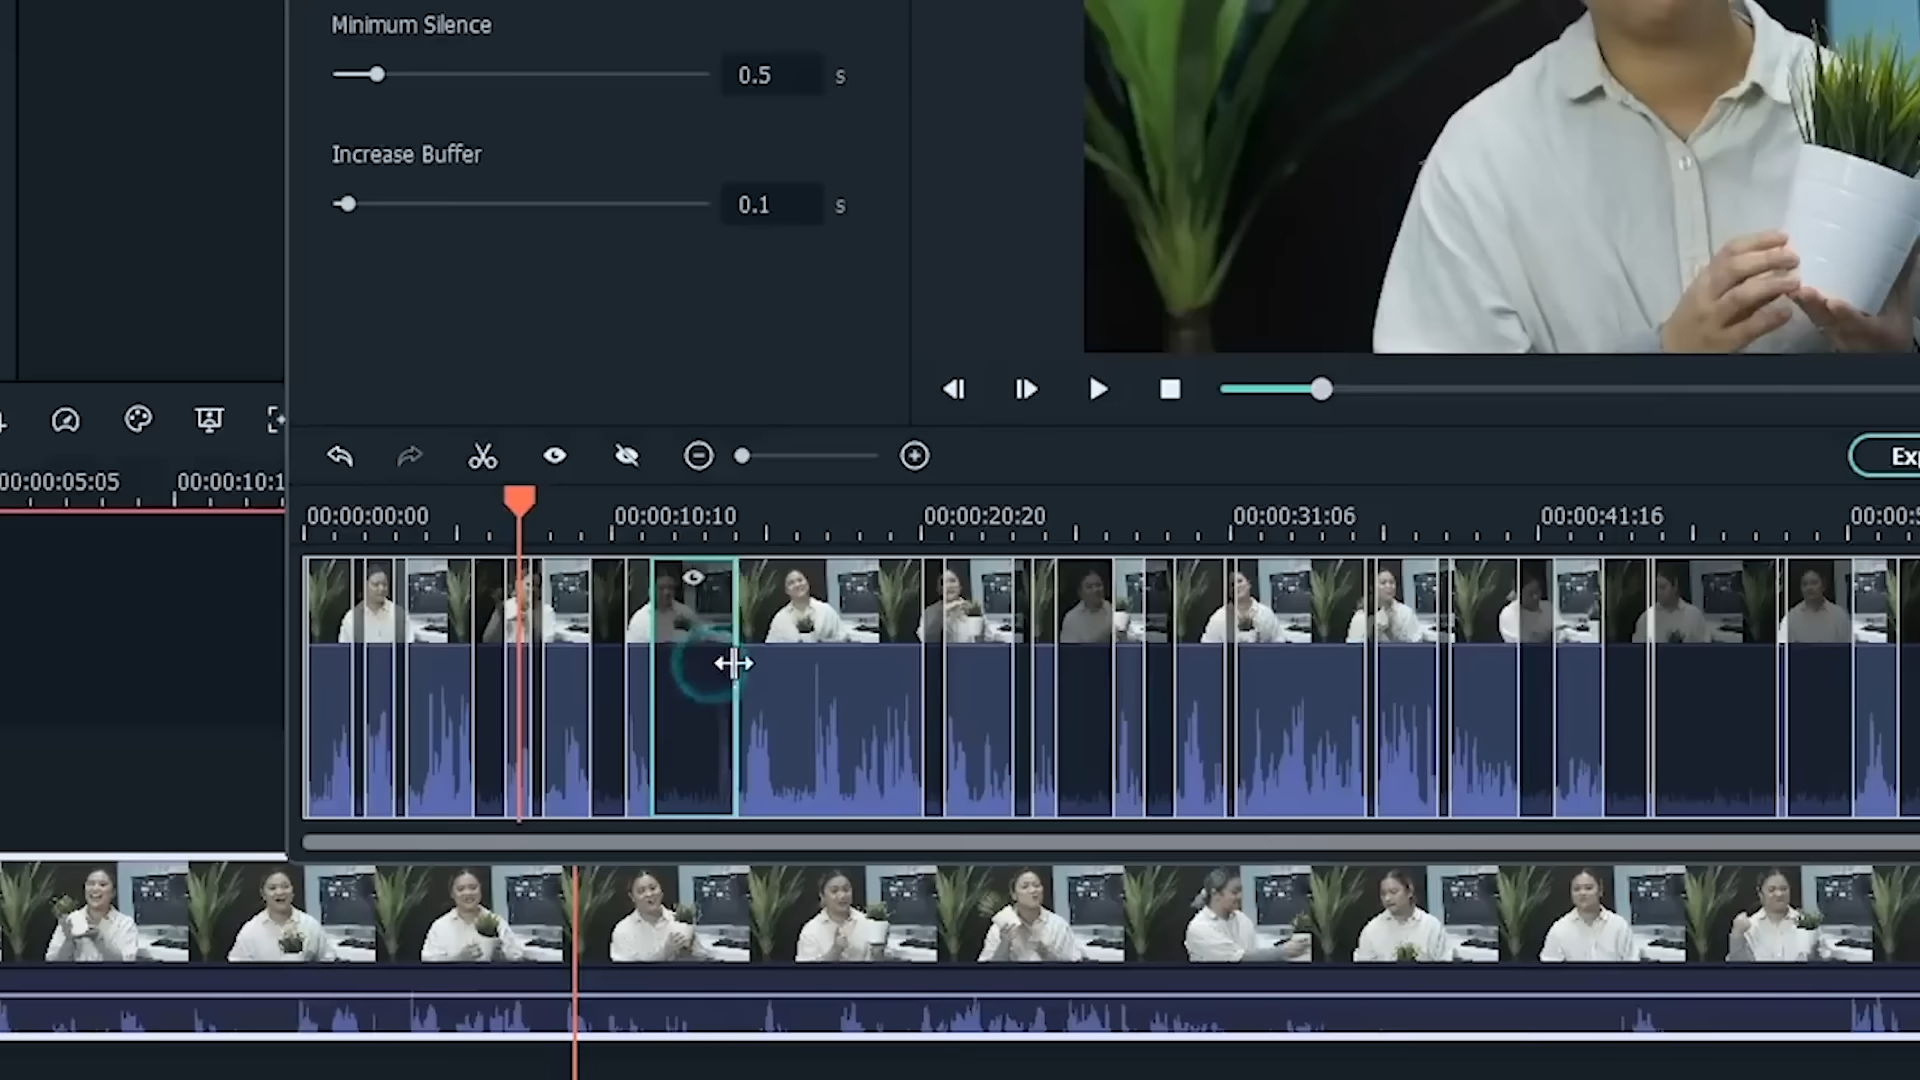 Minimum Silence
0.5 s
Increase Buffer
0.1 s
00:00:05:05 00:00:10:1
Exp
00:00:00:00 00:00:10:10 00:00:20:20 00:00:31:06 00:00:41:16 00:00:5